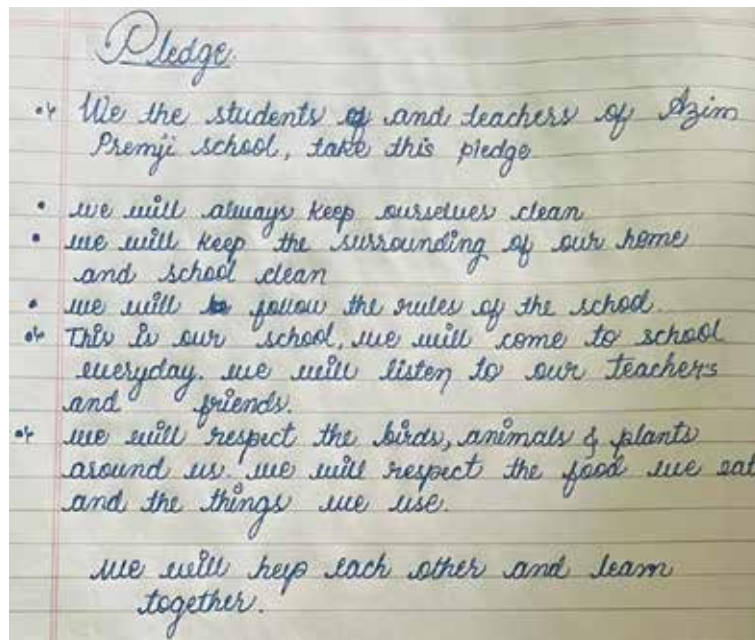 Pledge
We the students and teachers of Azim
Premji school, take this pledge
• we will always keep ourselves clean
• we will keep the surrounding of our home
and school clean
• we will follow the rules of the school.
This is our school, we will come to school
everyday. we will listen to our teachers
and friends.
we will respect the birds, animals & plants
around us. we will respect the food we eat
and the things we use.
we will help each other and learn
together.